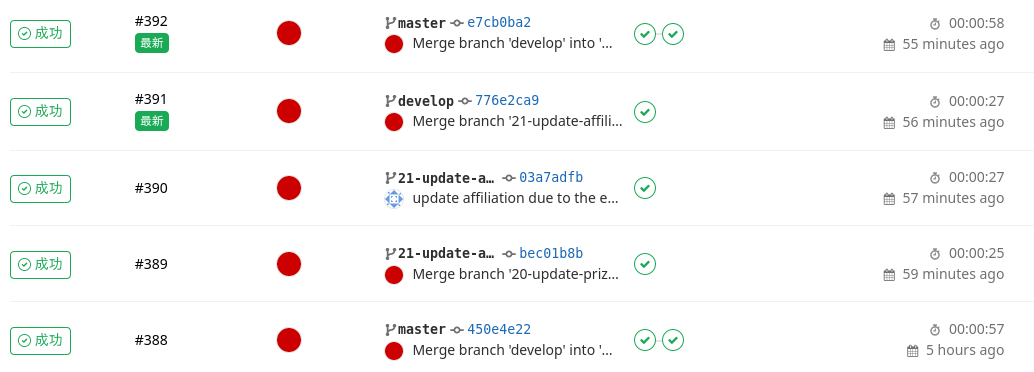 成功 #392 master e7cb0ba2 00:00:58
最新 Merge branch 'develop' into '... 55 minutes ago
成功 #391 develop 776e2ca9 00:00:27
最新 Merge branch '21-update-affili... 56 minutes ago
成功 #390 21-update-a… 03a7adfb 00:00:27
update affiliation due to the e... 57 minutes ago
成功 #389 21-update-a… bec01b8b 00:00:25
Merge branch '20-update-priz... 59 minutes ago
成功 #388 master 450e4e22 00:00:57
Merge branch 'develop' into '... 5 hours ago